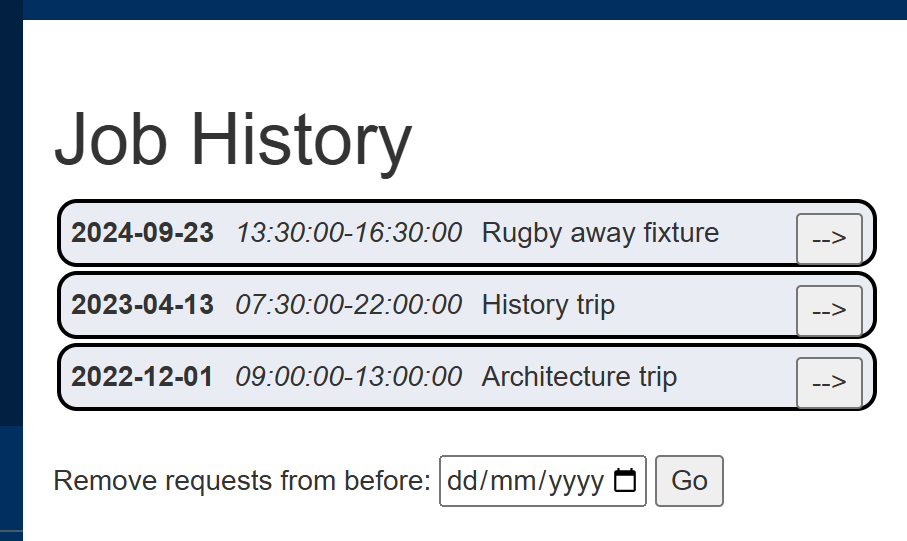 Job History
2024-09-23 13:30:00-16:30:00 Rugby away fixture -->
2023-04-13 07:30:00-22:00:00 History trip -->
2022-12-01 09:00:00-13:00:00 Architecture trip -->
Remove requests from before: dd/mm/yyyy Go